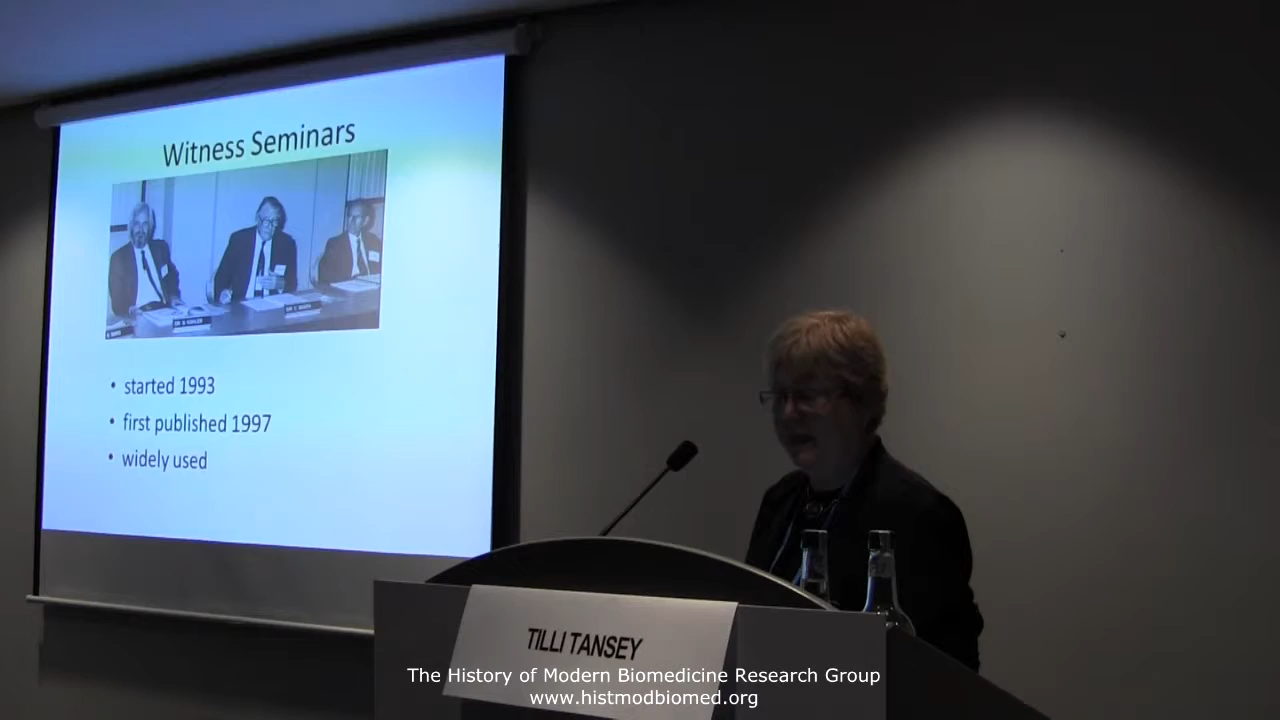 Witness Seminars
• started 1993
• first published 1997
• widely used
TILLI TANSEY
The History of Modern Biomedicine Research Group
www.histmodbiomed.org